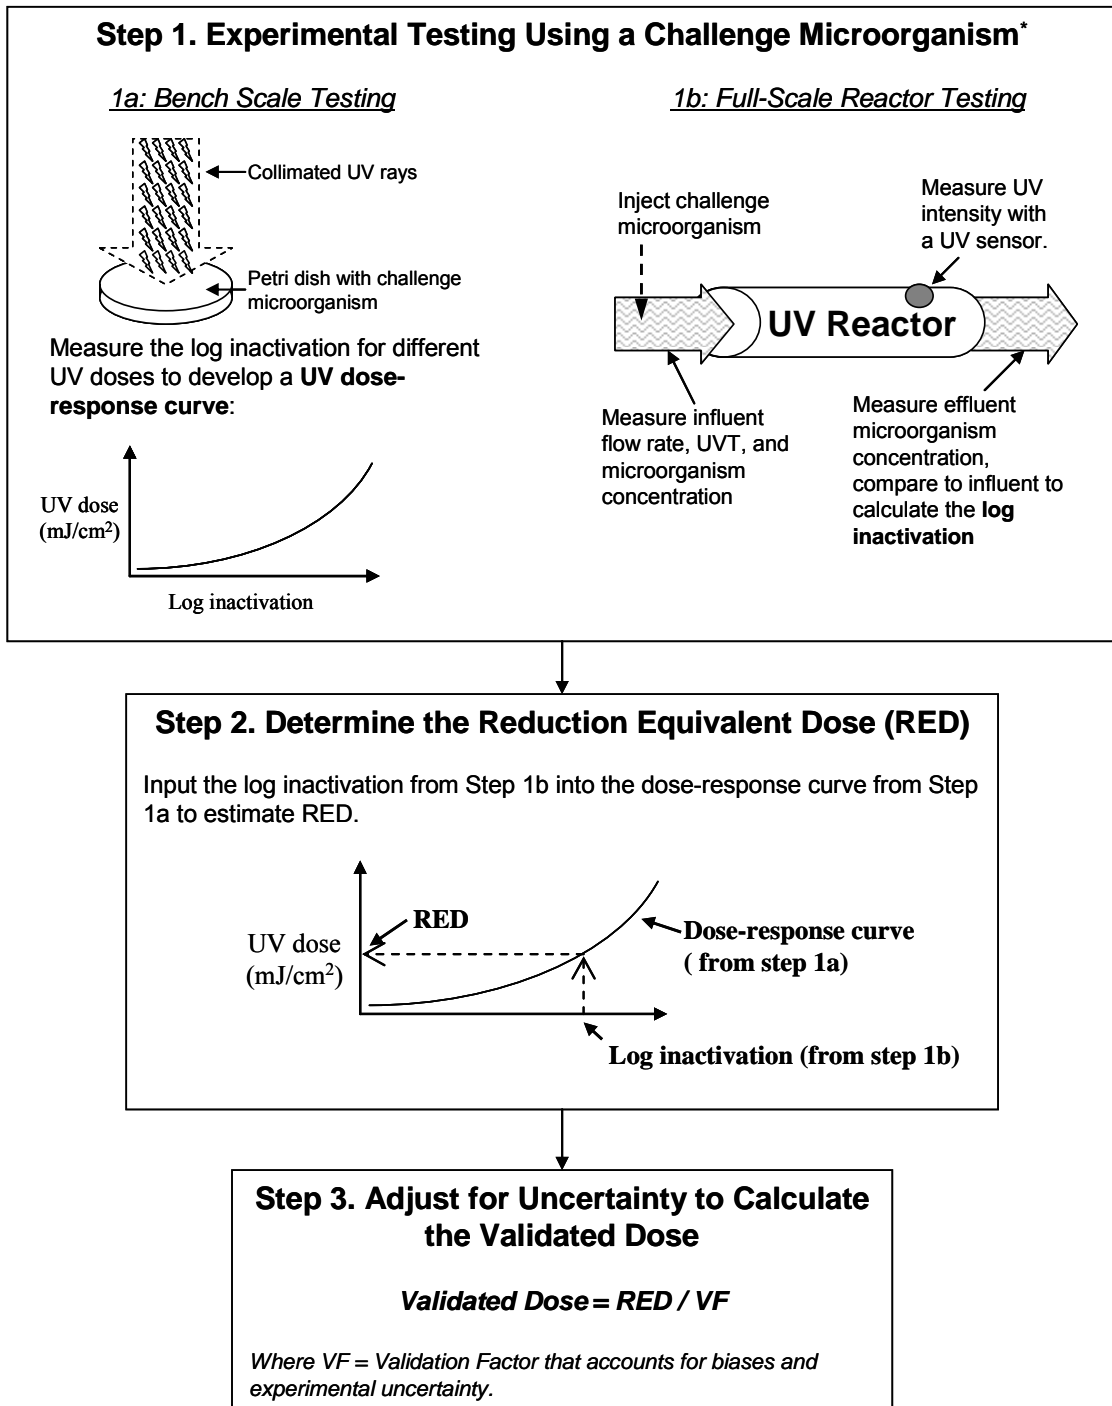 Step 1. Experimental Testing Using a Challenge Microorganism*
1a: Bench Scale Testing
Collimated UV rays
Petri dish with challenge
microorganism
Measure the log inactivation for different
UV doses to develop a UV dose-
response curve:
UV dose
(mJ/cm²)
Log inactivation
1b: Full-Scale Reactor Testing
Inject challenge
microorganism
Measure UV
intensity with
a UV sensor.
UV Reactor
Measure influent
flow rate, UVT, and
microorganism
concentration
Measure effluent
microorganism
concentration,
compare to influent to
calculate the log
inactivation
Step 2. Determine the Reduction Equivalent Dose (RED)
Input the log inactivation from Step 1b into the dose-response curve from Step
1a to estimate RED.
RED
UV dose
(mJ/cm²)
Dose-response curve
( from step 1a)
Log inactivation (from step 1b)
Step 3. Adjust for Uncertainty to Calculate
the Validated Dose
Validated Dose = RED / VF
Where VF = Validation Factor that accounts for biases and
experimental uncertainty.